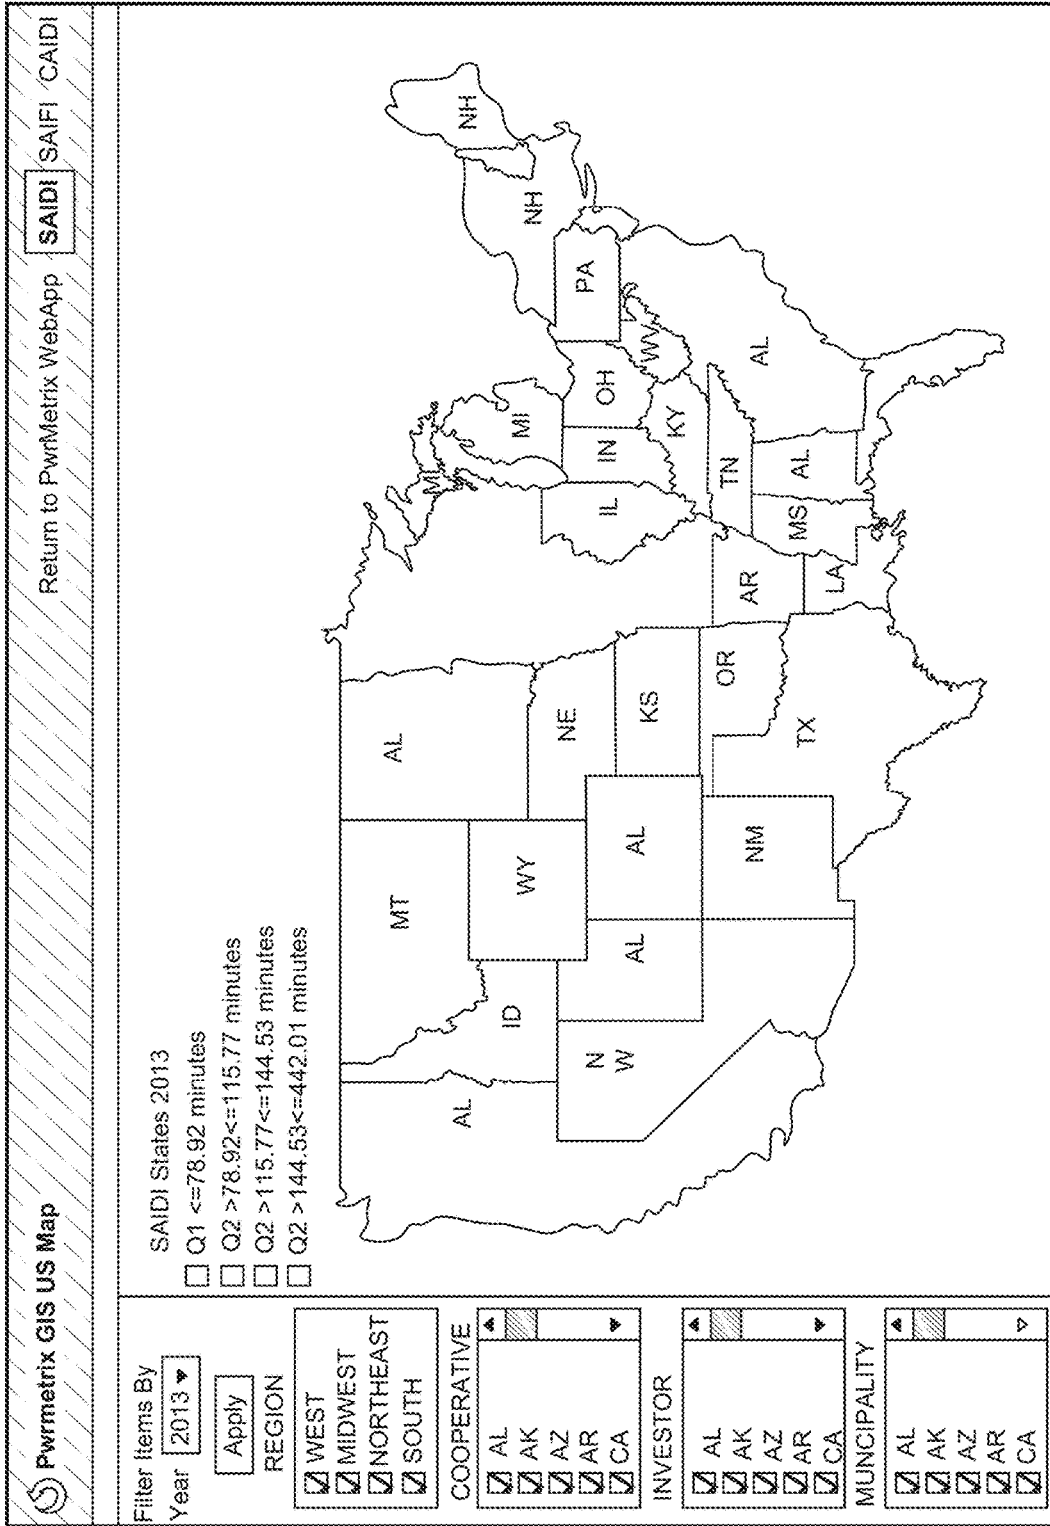 Pwrmetrix GIS US Map
Return to PwrMetrix WebApp
SAIDI
SAIFI
CAIDI
Filter Items By
Year 2013
Apply
REGION
WEST
MIDWEST
NORTHEAST
SOUTH
COOPERATIVE
AL
AK
AZ
AR
CA
INVESTOR
AL
AK
AZ
AR
CA
MUNCIPALITY
AL
AK
AZ
AR
CA
SAIDI States 2013
Q1 <=78.92 minutes
Q2 >78.92<=115.77 minutes
Q2 >115.77<=144.53 minutes
Q2 >144.53<=442.01 minutes
AL
MT
AL
MI
NH
ID
WY
NE
MI
NH
N
W
AL
AL
KS
IL
IN
OH
PA
WV
KY
NM
OR
AR
TN
AL
TX
LA
MS
AL